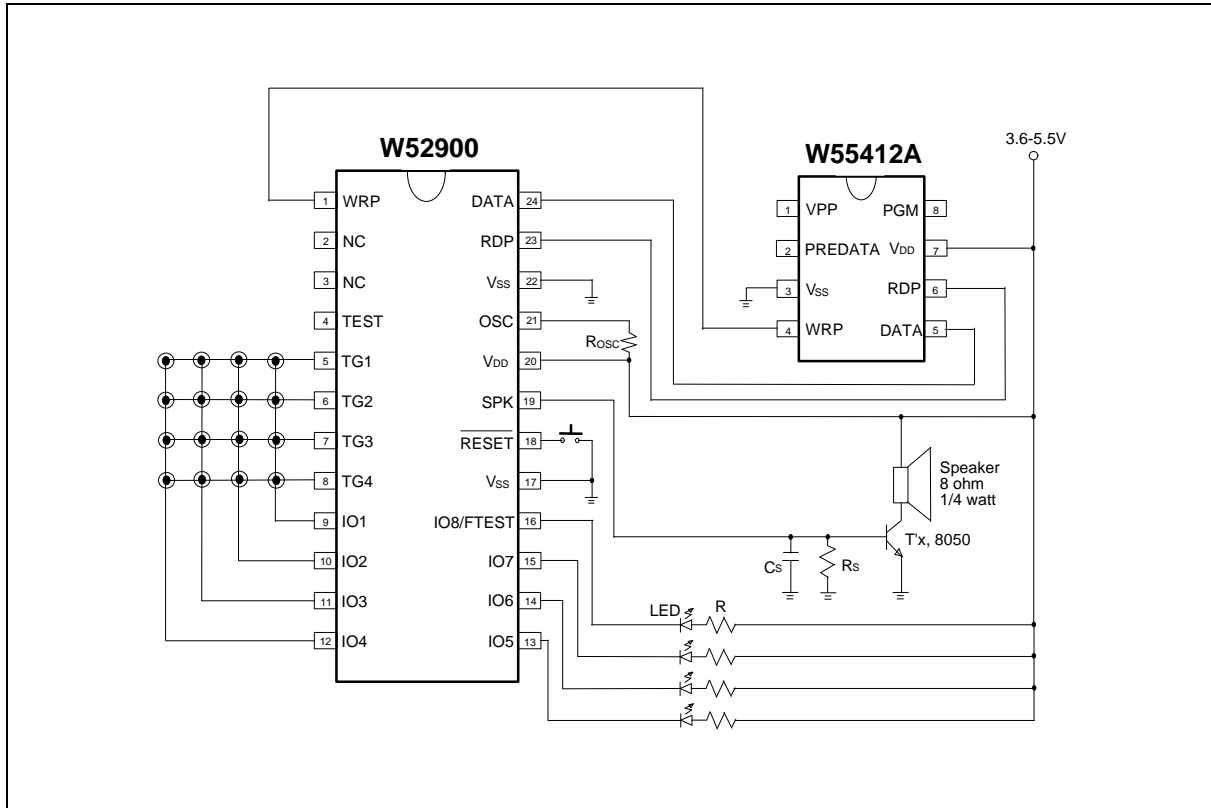 W52900
W55412A
3.6-5.5V
1 WRP
2 NC
3 NC
4 TEST
5 TG1
6 TG2
7 TG3
8 TG4
9 IO1
10 IO2
11 IO3
12 IO4
DATA 24
RDP 23
VSS 22
OSC 21
VDD 20
SPK 19
RESET 18
VSS 17
IO8/FTEST 16
IO7 15
IO6 14
IO5 13
ROSC
1 VPP
2 PREDATA
3 VSS
4 WRP
PGM 8
VDD 7
RDP 6
DATA 5
Speaker
8 ohm
1/4 watt
T'x, 8050
CS
RS
LED
R